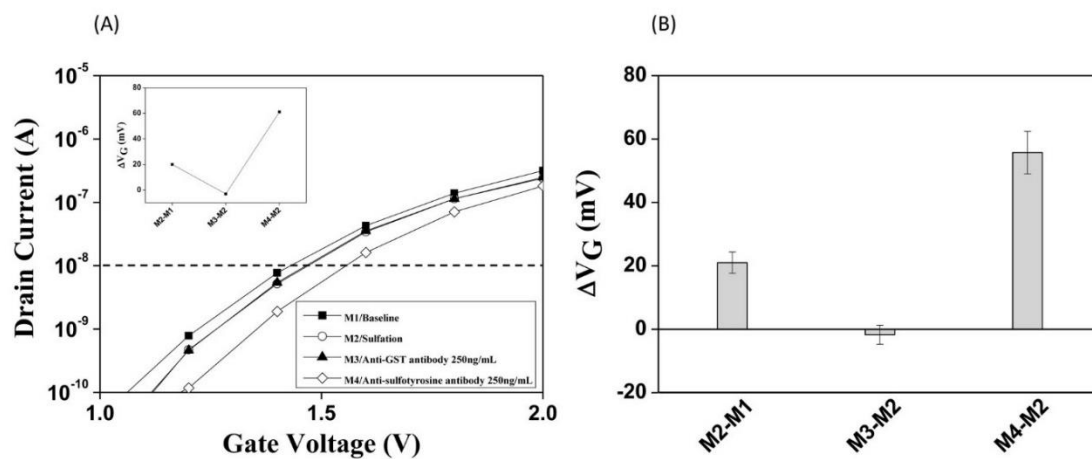 (A)
(B)
Drain Current (A)
10⁻⁵
10⁻⁶
10⁻⁷
10⁻⁸
10⁻⁹
10⁻¹⁰
ΔV_G (mV)
80
60
40
20
0
M2-M1
M3-M2
M4-M2
M1/Baseline
M2/Sulfation
M3/Anti-GST antibody 250ng/mL
M4/Anti-sulfotyrosine antibody 250ng/mL
1.0
1.5
2.0
Gate Voltage (V)
ΔV_G (mV)
80
60
40
20
0
-20
M2-M1
M3-M2
M4-M2